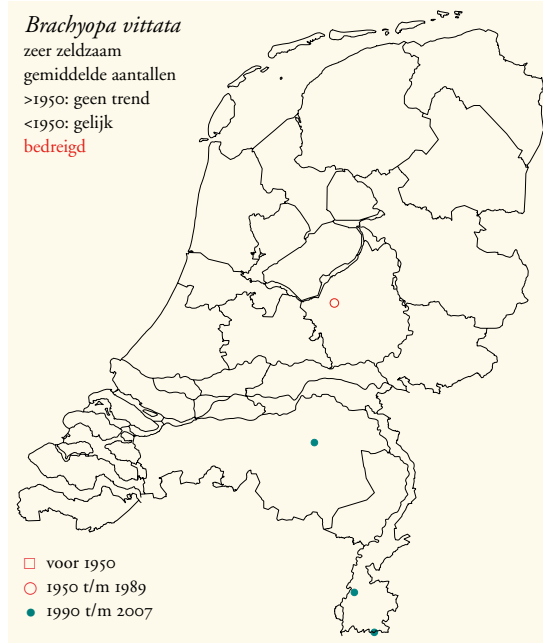 Brachyopa vittata
zeer zeldzaam
gemiddelde aantallen
>1950: geen trend
<1950: gelijk
bedreigd
voor 1950
1950 t/m 1989
1990 t/m 2007